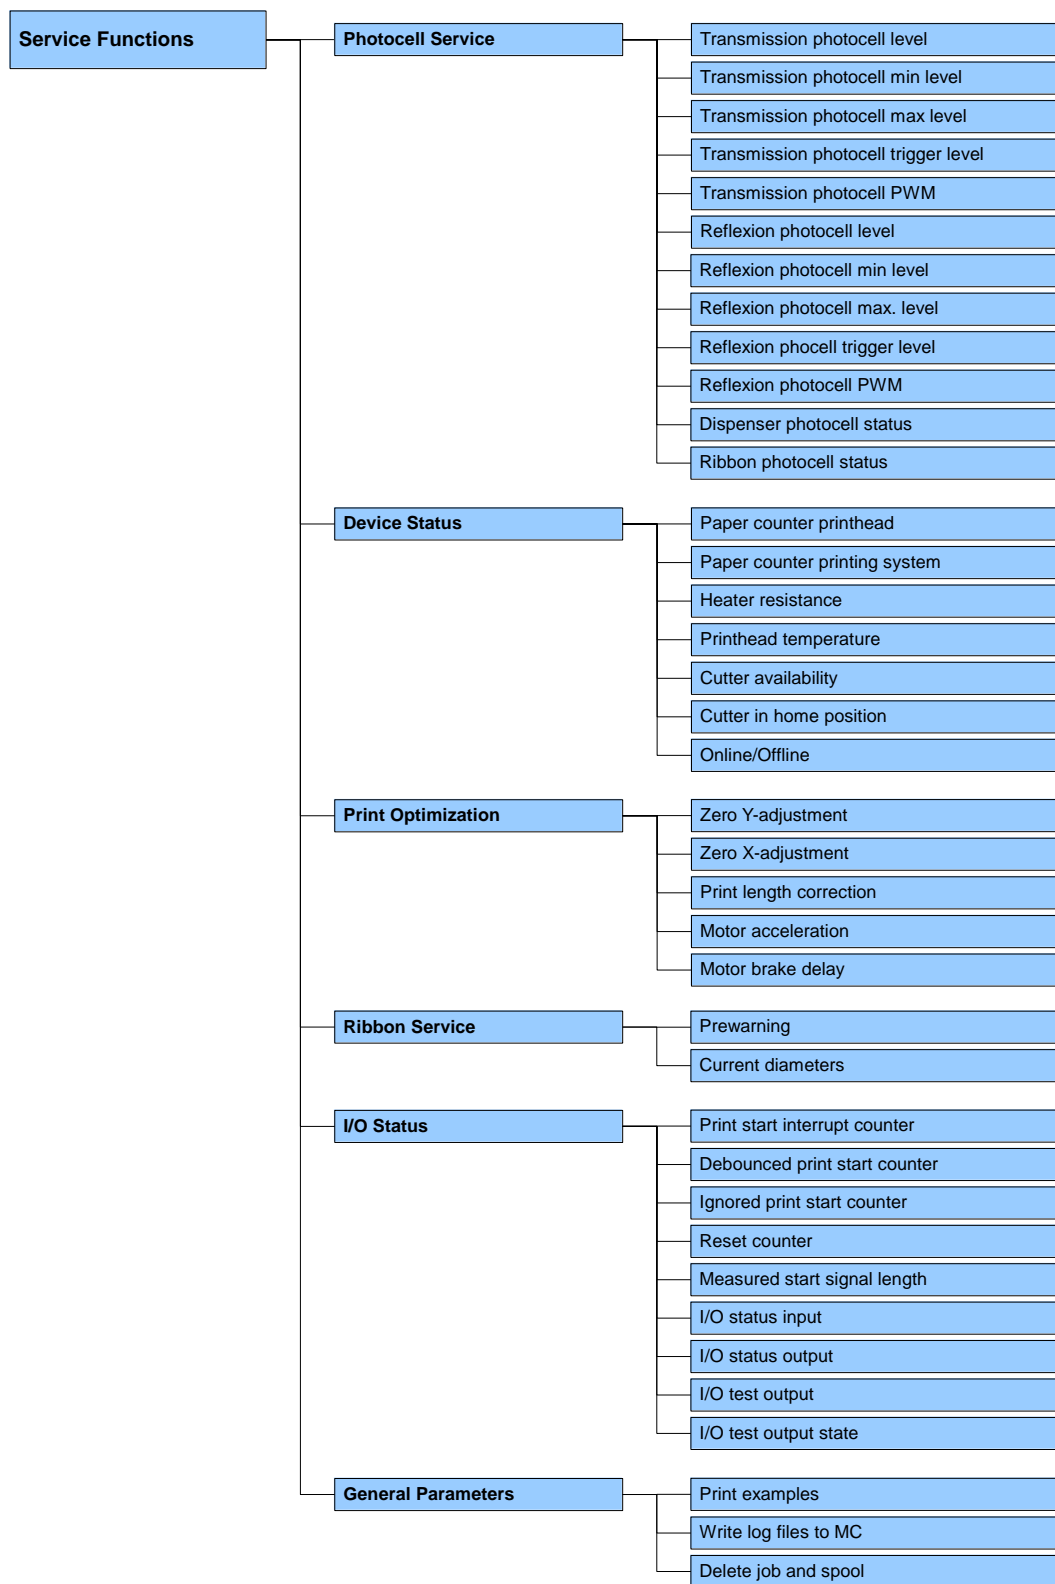 Service Functions
Photocell Service
Transmission photocell level
Transmission photocell min level
Transmission photocell max level
Transmission photocell trigger level
Transmission photocell PWM
Reflexion photocell level
Reflexion photocell min level
Reflexion photocell max. level
Reflexion phocell trigger level
Reflexion photocell PWM
Dispenser photocell status
Ribbon photocell status
Device Status
Paper counter printhead
Paper counter printing system
Heater resistance
Printhead temperature
Cutter availability
Cutter in home position
Online/Offline
Print Optimization
Zero Y-adjustment
Zero X-adjustment
Print length correction
Motor acceleration
Motor brake delay
Ribbon Service
Prewarning
Current diameters
I/O Status
Print start interrupt counter
Debounced print start counter
Ignored print start counter
Reset counter
Measured start signal length
I/O status input
I/O status output
I/O test output
I/O test output state
General Parameters
Print examples
Write log files to MC
Delete job and spool